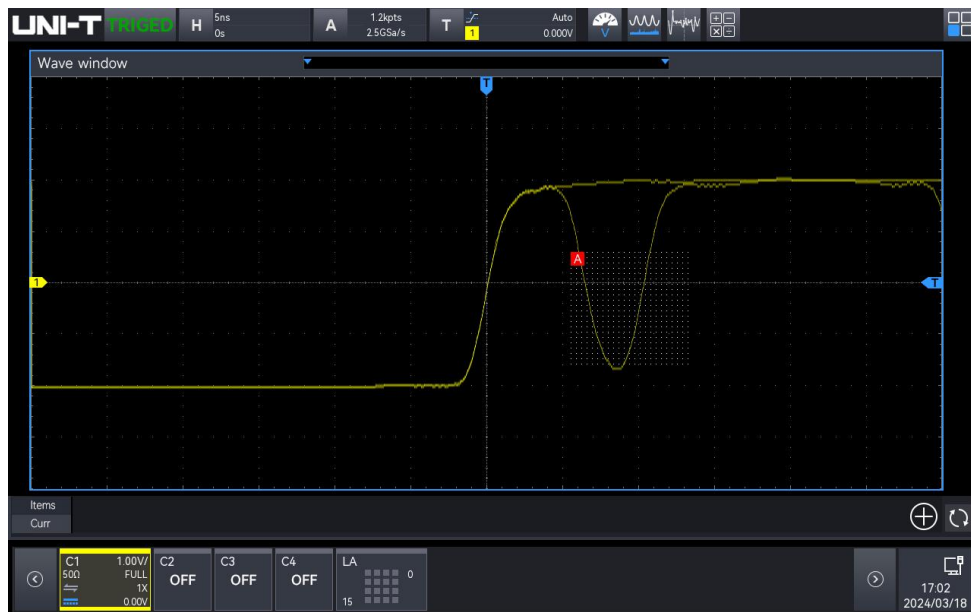 UNI-T TRIGED H 5ns A 1.2kpts T Auto
0s 2.5GSa/s 1 0.000V V
Wave window
T
A
1 T
Items
Curr
C1 1.00V/ C2 C3 C4 LA
50Ω FULL OFF OFF OFF 0
1X
0.00V 15
17:02
2024/03/18